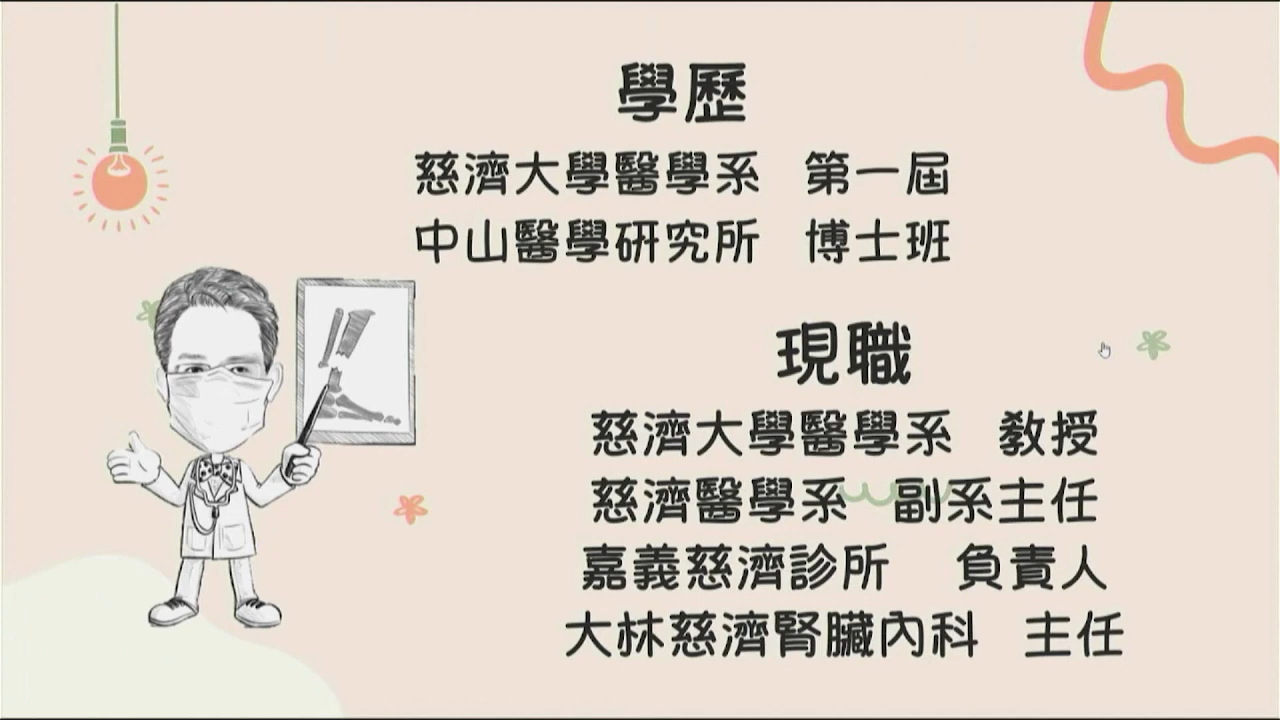 學歷
慈濟大學醫學系 第一屆
中山醫學研究所 博士班
現職
慈濟大學醫學系 教授
慈濟醫學系 副系主任
嘉義慈濟診所 負責人
大林慈濟腎臟內科 主任